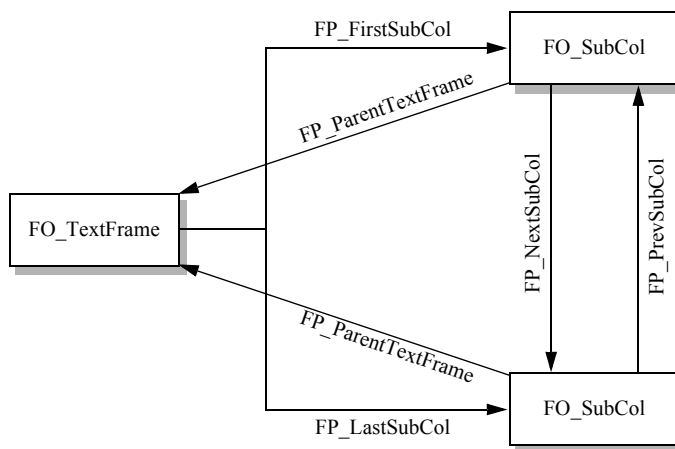 FP_FirstSubCol
FO_SubCol
FP_ParentTextFrame
FO_TextFrame
FP_NextSubCol
FP_PrevSubCol
FP_ParentTextFrame
FO_SubCol
FP_LastSubCol